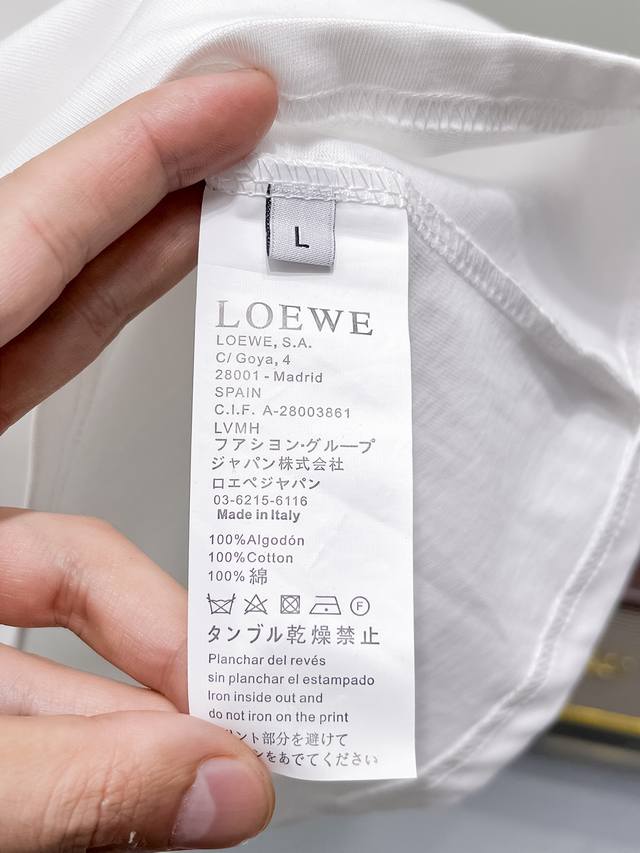 L
LOEWE
LOEWE, S.A.
C/ Goya, 4
28001 - Madrid
SPAIN
C.I.F. A-28003861
LVMH
フアシヨン·グループ
ジャパン株式会社
ロエベジャパン
03-6215-6116
Made in Italy
100%Algodón
100%Cotton
100% 綿
F
タンブル乾燥禁止
Planchar del revés
sin planchar el estampado
Iron inside out and
do not iron on the print
ント部分を避けて
ンをあてでください